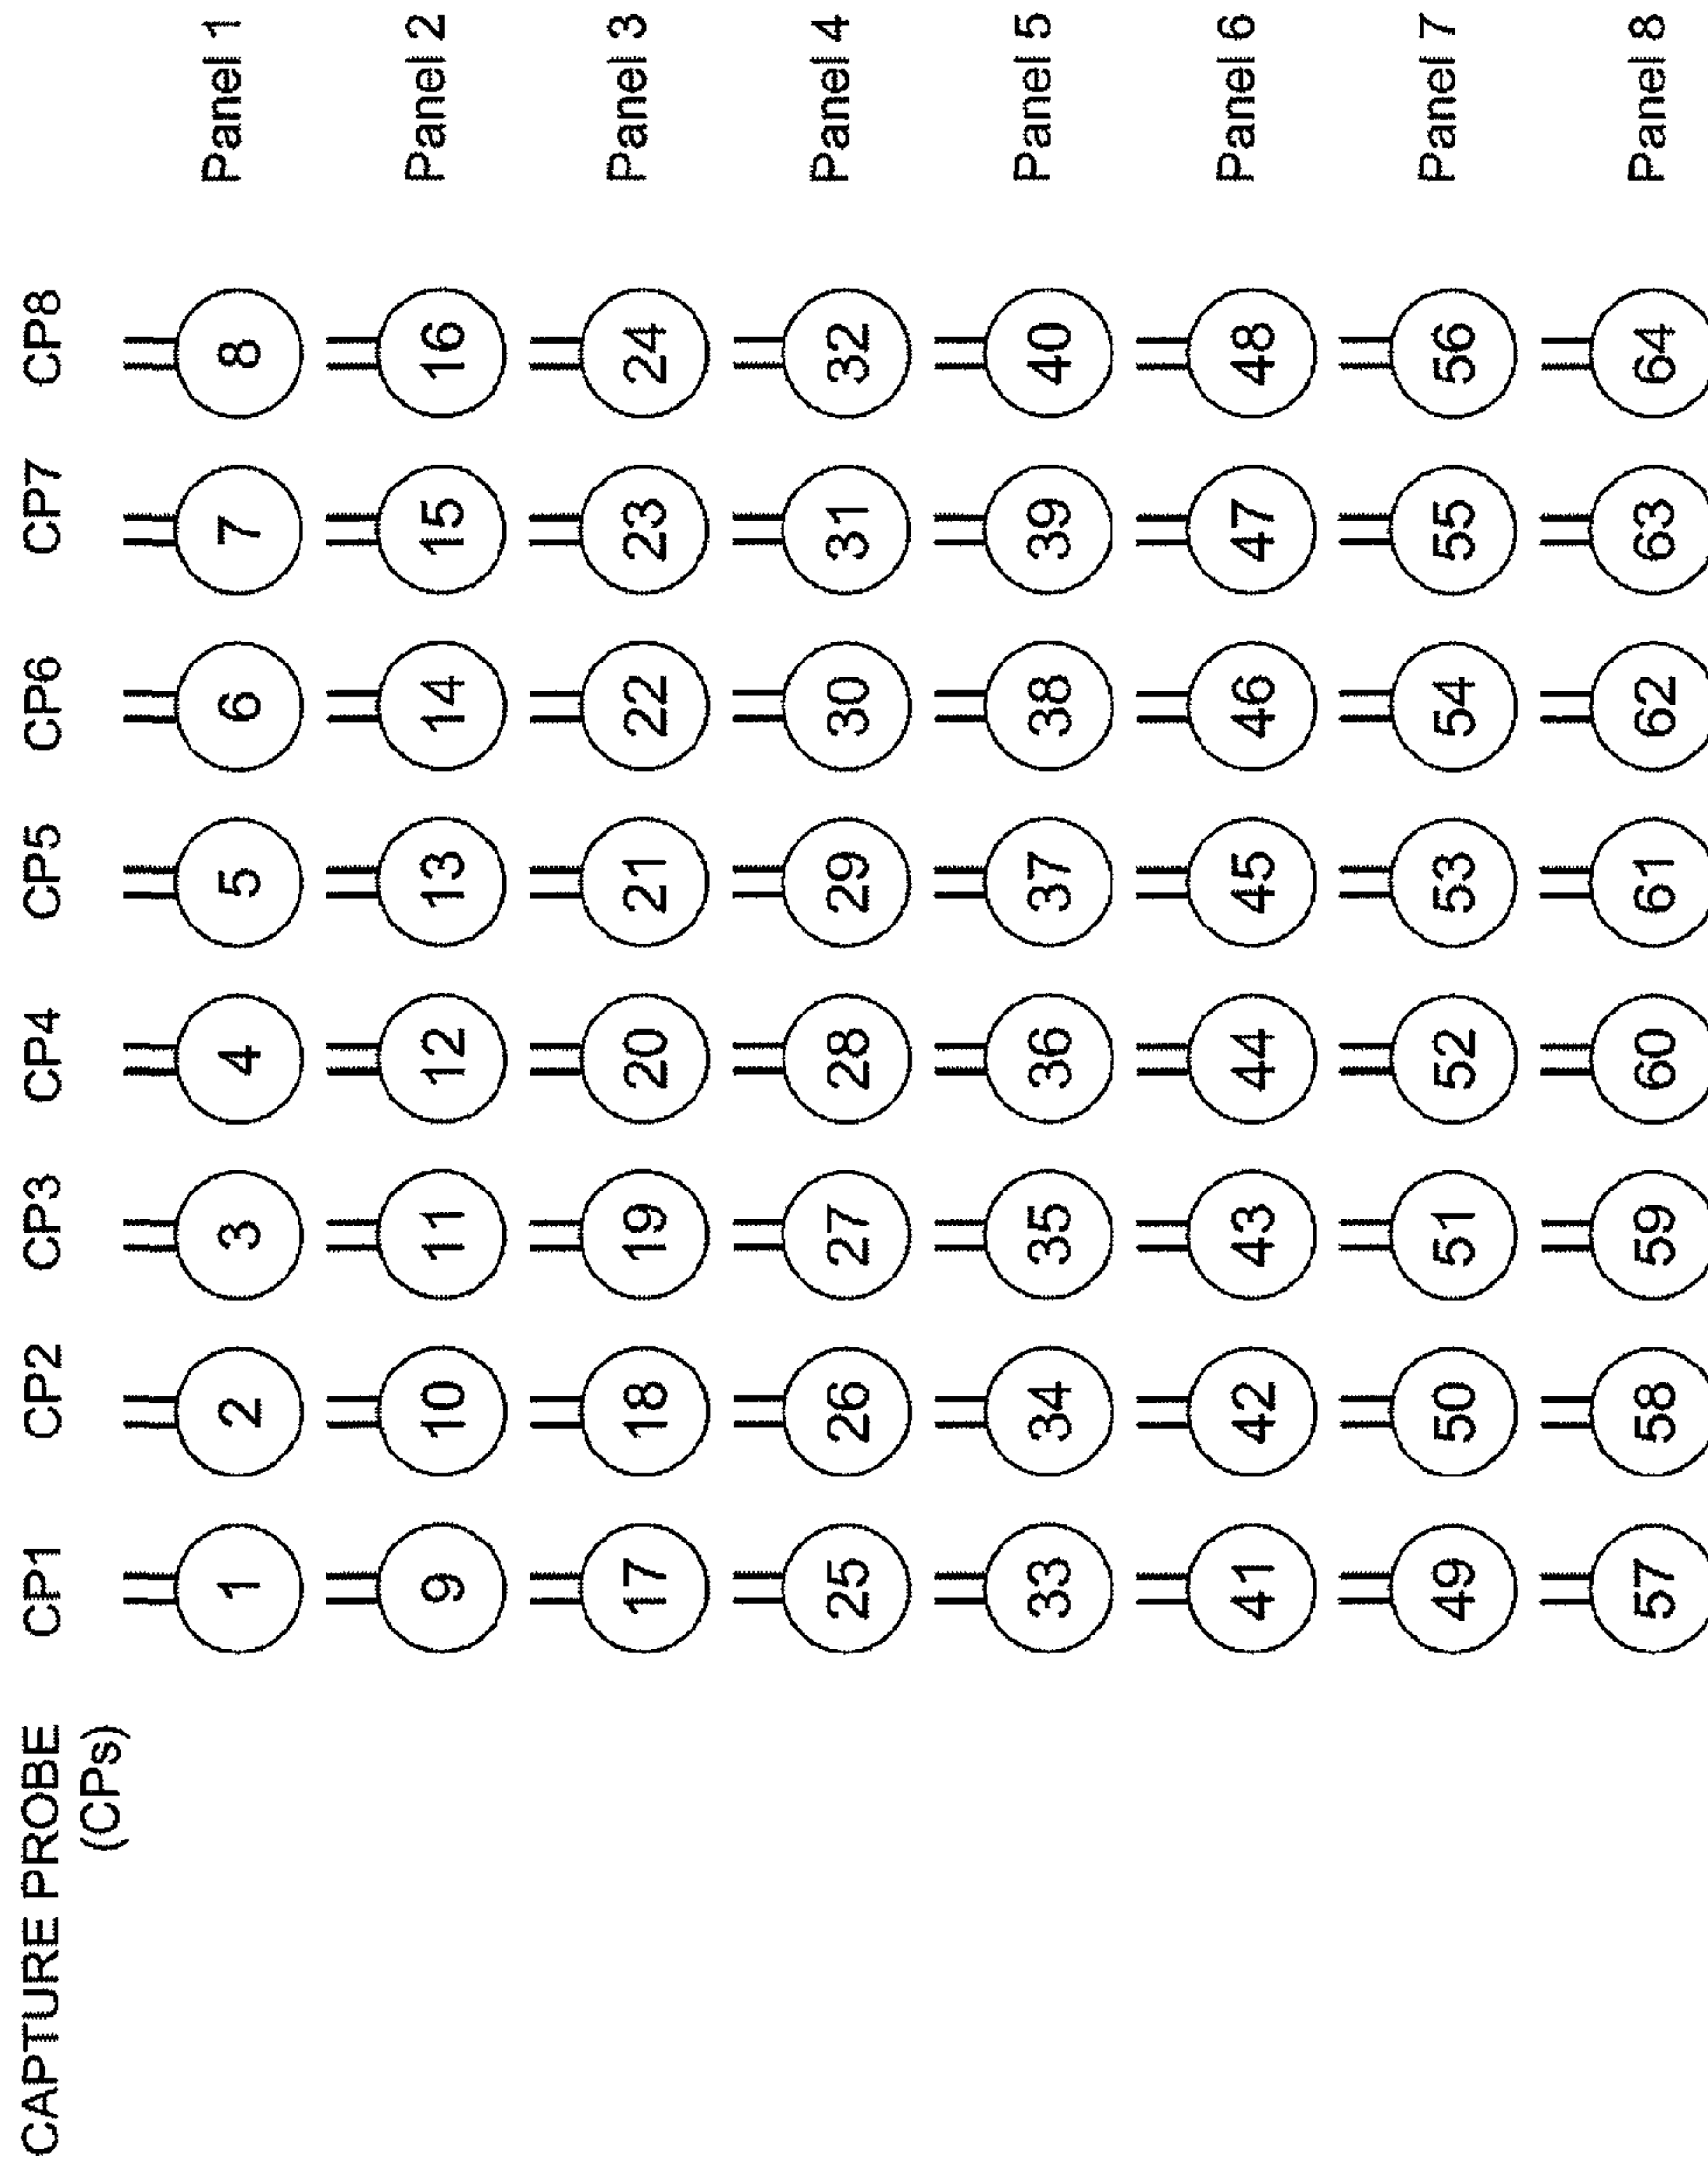 CAPTURE PROBE CP1 CP2 CP3 CP4 CP5 CP6 CP7 CP8
(CPs)
1 2 3 4 5 6 7 8 Panel 1
9 10 11 12 13 14 15 16 Panel 2
17 18 19 20 21 22 23 24 Panel 3
25 26 27 28 29 30 31 32 Panel 4
33 34 35 36 37 38 39 40 Panel 5
41 42 43 44 45 46 47 48 Panel 6
49 50 51 52 53 54 55 56 Panel 7
57 58 59 60 61 62 63 64 Panel 8